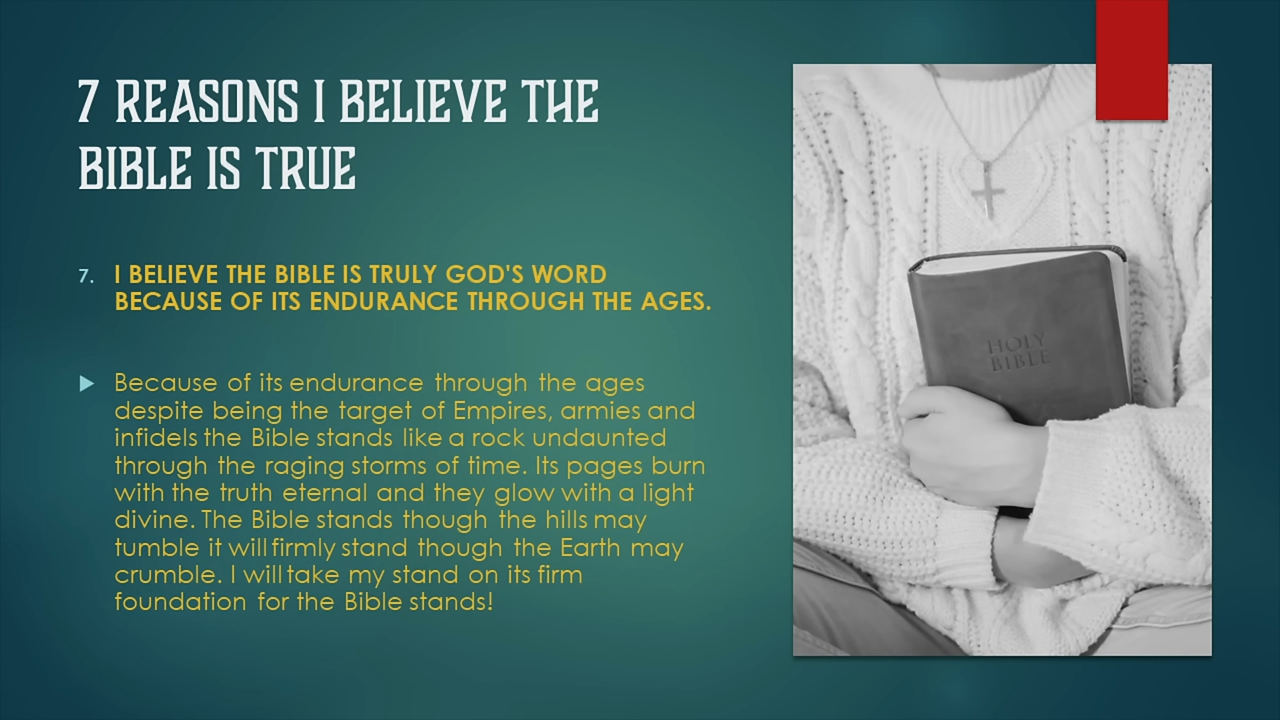 7 REASONS I BELIEVE THE
BIBLE IS TRUE
7. I BELIEVE THE BIBLE IS TRULY GOD'S WORD
BECAUSE OF ITS ENDURANCE THROUGH THE AGES.
Because of its endurance through the ages
despite being the target of Empires, armies and
infidels the Bible stands like a rock undaunted
through the raging storms of time. Its pages burn
with the truth eternal and they glow with a light
divine. The Bible stands though the hills may
tumble it will firmly stand though the Earth may
crumble. I will take my stand on its firm
foundation for the Bible stands!
HOLY
BIBLE